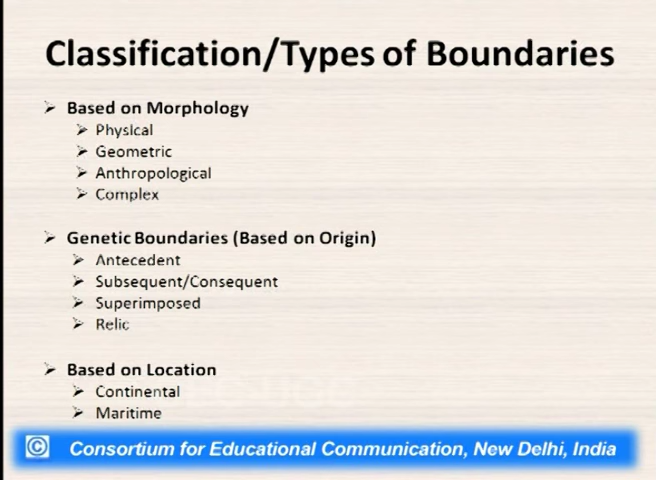 Classification/Types of Boundaries
➢ Based on Morphology
➢ Physical
➢ Geometric
➢ Anthropological
➢ Complex
➢ Genetic Boundaries (Based on Origin)
➢ Antecedent
➢ Subsequent/Consequent
➢ Superimposed
➢ Relic
➢ Based on Location
➢ Continental
➢ Maritime
© Consortium for Educational Communication, New Delhi, India